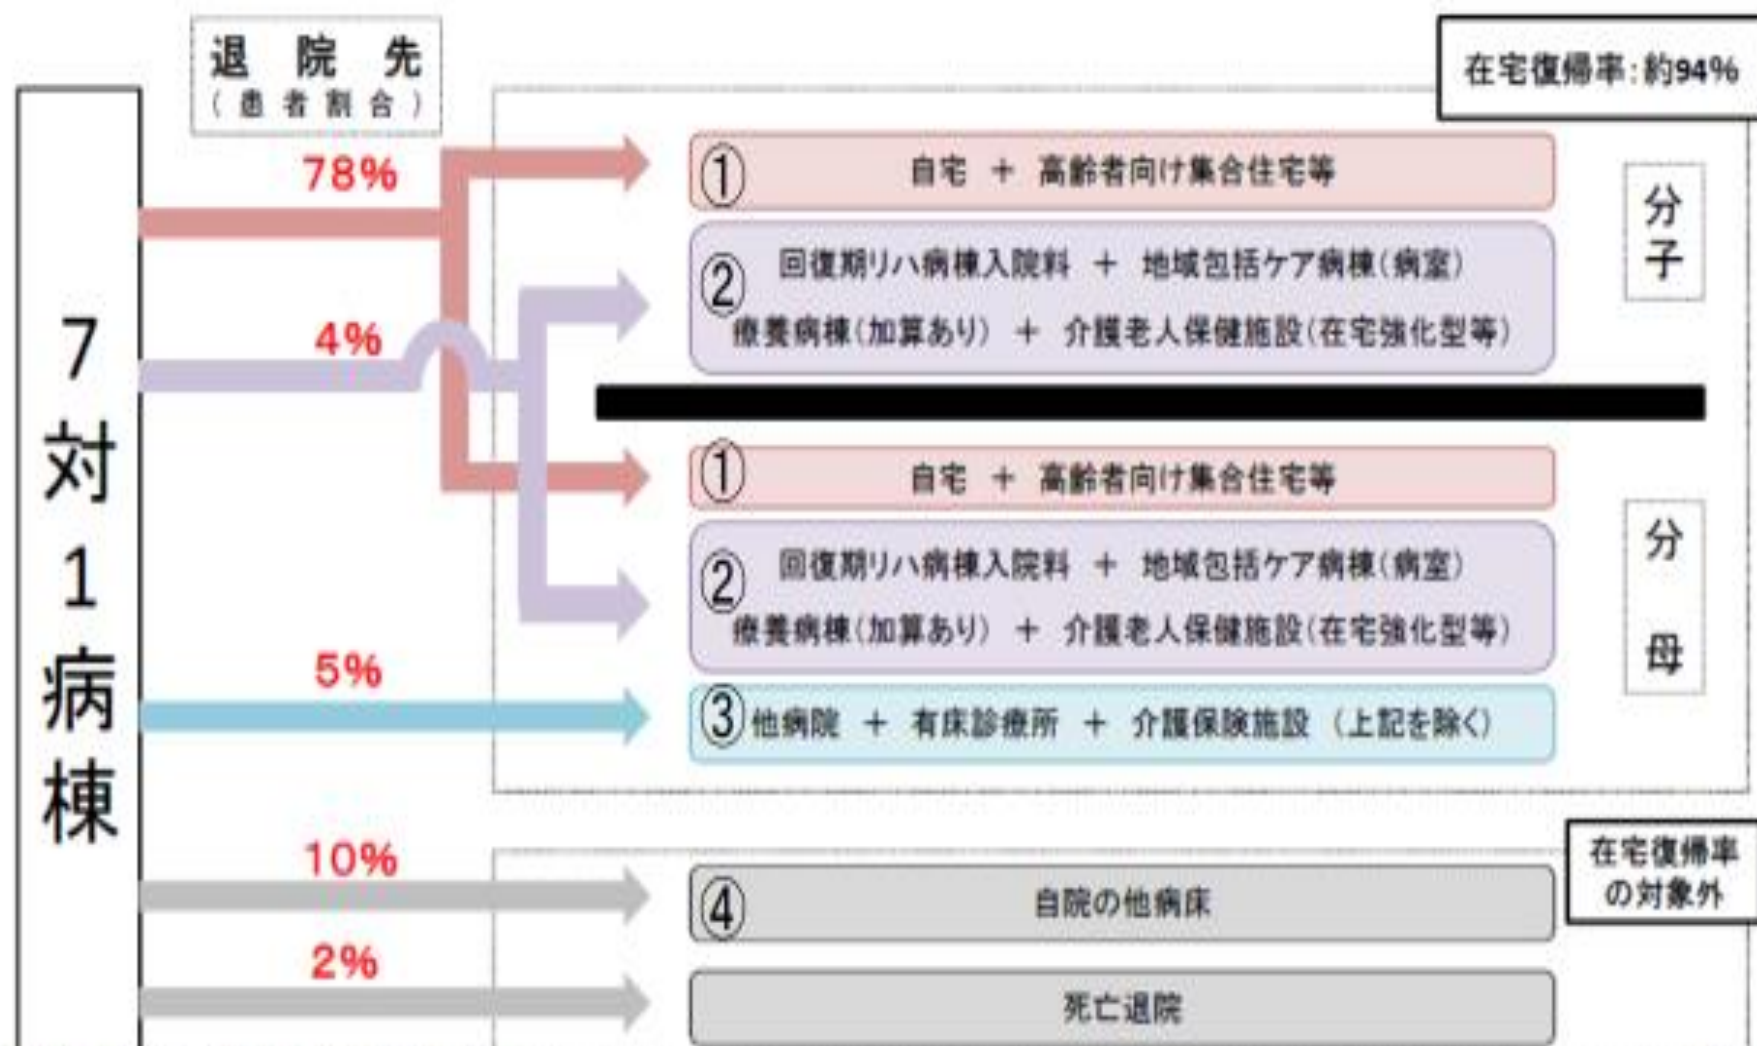 退院先
(患者割合)
在宅復帰率:約94%
7対1病棟
78%
① 自宅 + 高齢者向け集合住宅等
分子
4%
② 回復期リハ病棟入院料 + 地域包括ケア病棟(病室)
療養病棟(加算あり) + 介護老人保健施設(在宅強化型等)
① 自宅 + 高齢者向け集合住宅等
分母
② 回復期リハ病棟入院料 + 地域包括ケア病棟(病室)
療養病棟(加算あり) + 介護老人保健施設(在宅強化型等)
5%
③ 他病院 + 有床診療所 + 介護保険施設 (上記を除く)
在宅復帰率
の対象外
10%
④ 自院の他病床
2%
死亡退院